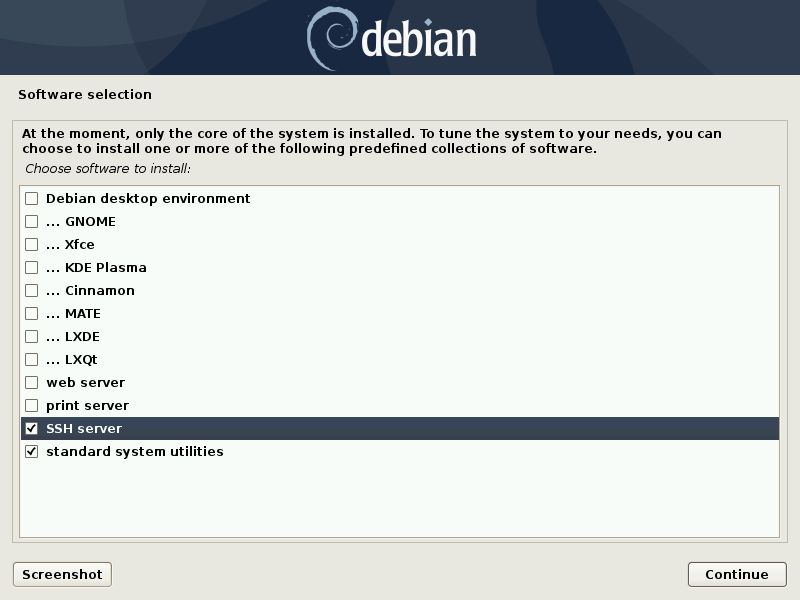 debian
Software selection
At the moment, only the core of the system is installed. To tune the system to your needs, you can
choose to install one or more of the following predefined collections of software.
Choose software to install:
Debian desktop environment
... GNOME
... Xfce
... KDE Plasma
... Cinnamon
... MATE
... LXDE
... LXQt
web server
print server
SSH server
standard system utilities
Screenshot
Continue